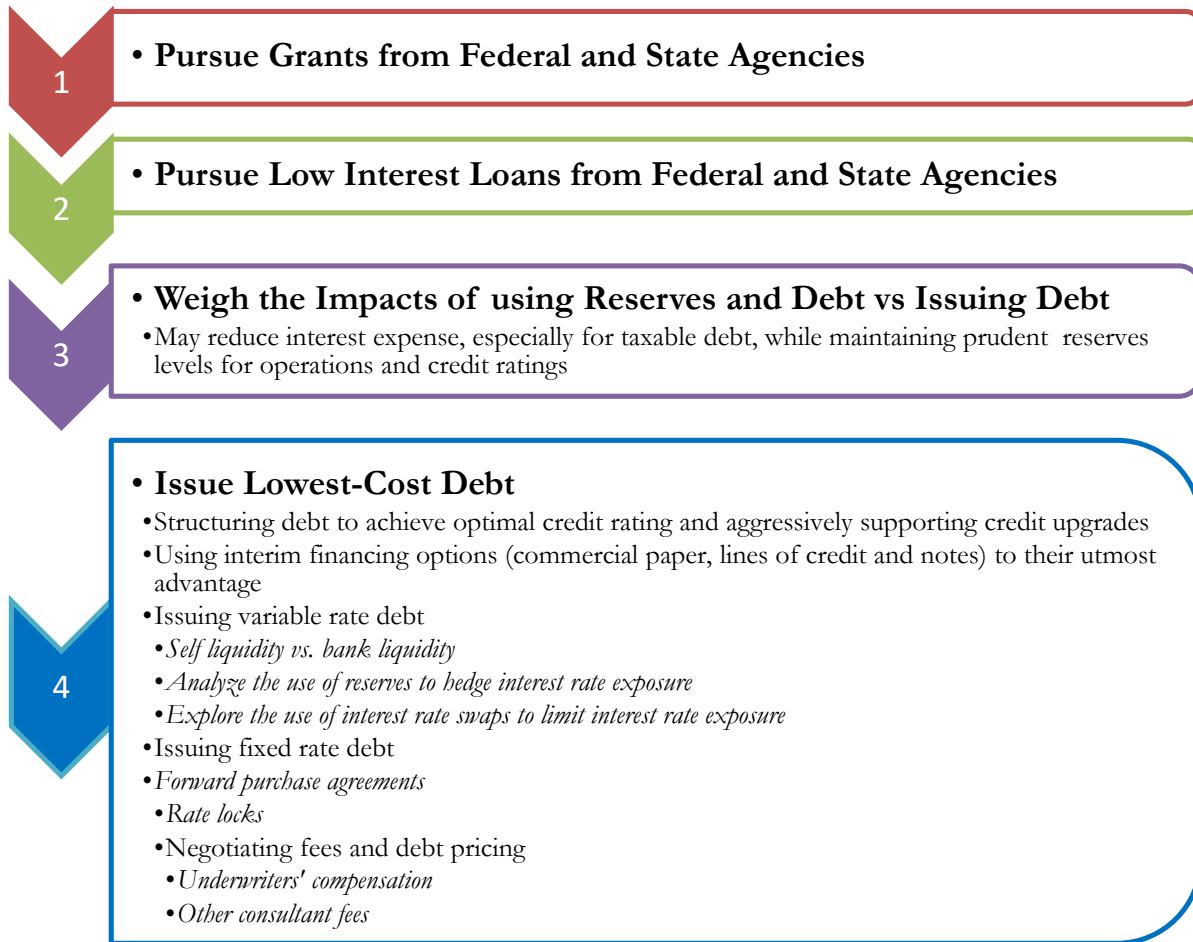 1
• Pursue Grants from Federal and State Agencies
2
• Pursue Low Interest Loans from Federal and State Agencies
3
• Weigh the Impacts of using Reserves and Debt vs Issuing Debt
•May reduce interest expense, especially for taxable debt, while maintaining prudent reserves
levels for operations and credit ratings
4
• Issue Lowest-Cost Debt
•Structuring debt to achieve optimal credit rating and aggressively supporting credit upgrades
•Using interim financing options (commercial paper, lines of credit and notes) to their utmost
advantage
•Issuing variable rate debt
•Self liquidity vs. bank liquidity
•Analyze the use of reserves to hedge interest rate exposure
•Explore the use of interest rate swaps to limit interest rate exposure
•Issuing fixed rate debt
•Forward purchase agreements
•Rate locks
•Negotiating fees and debt pricing
•Underwriters' compensation
•Other consultant fees